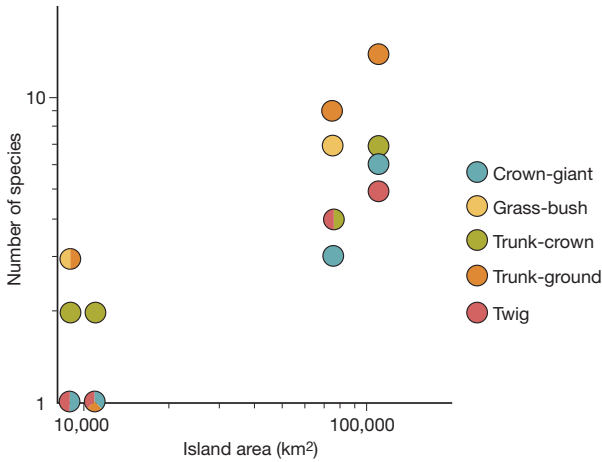 Number of species
10
1
10,000
100,000
Island area (km²)
Crown-giant
Grass-bush
Trunk-crown
Trunk-ground
Twig